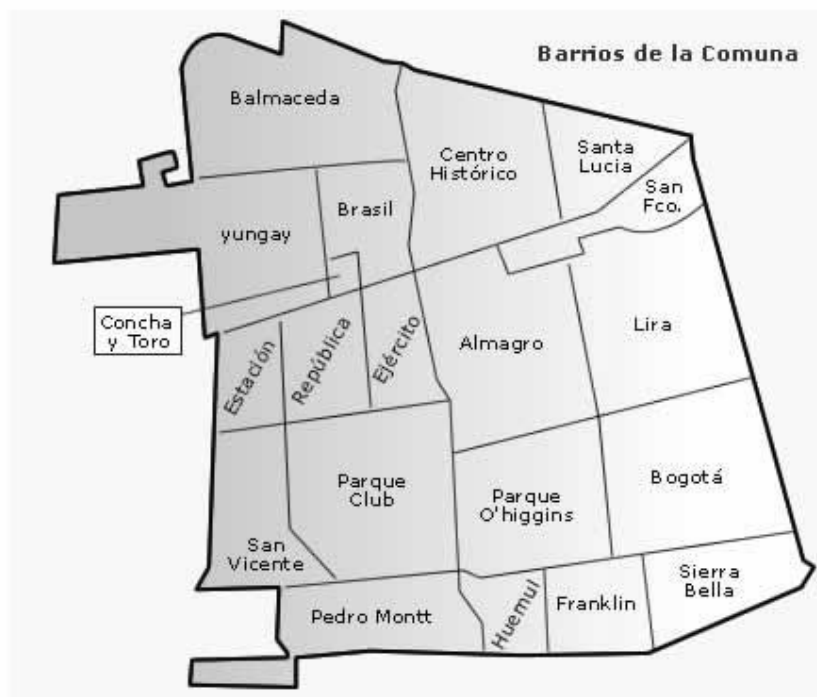 Barrios de la Comuna
Balmaceda
Centro
Histórico
Santa
Lucia
San
Fco.
yungay
Brasil
Concha
y Toro
Estación
República
Ejército
Almagro
Lira
Parque
Club
Parque
O'higgins
Bogotá
San
Vicente
Pedro Montt
Huemul
Franklin
Sierra
Bella